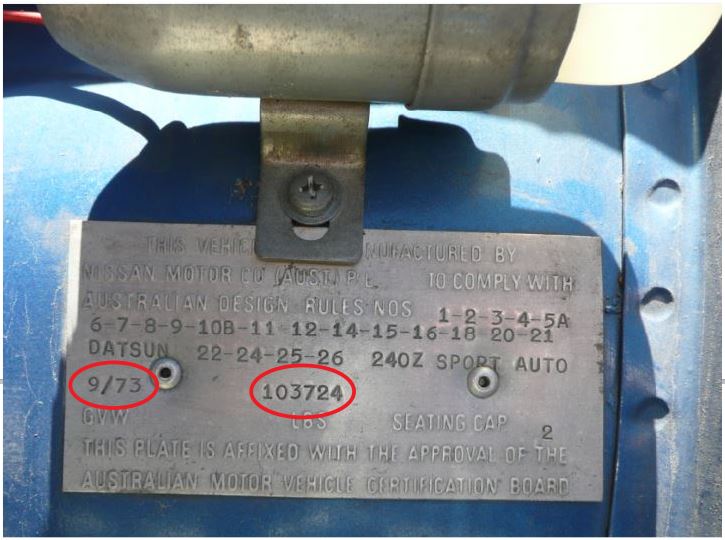 THIS VEHIC NUFACTURED BY
NISSAN MOTOR CO (AUST) P/L TO COMPLY WITH
AUSTRALIAN DESIGN RULES NOS 1-2-3-4-5A
6-7-8-9-10B-11 12-14-15-16-18 20-21
DATSUN 22-24-25-26 240Z SPORT AUTO
9/73 103724
GVW LBS SEATING CAP 2
THIS PLATE IS AFFIXED WITH THE APPROVAL OF THE
AUSTRALIAN MOTOR VEHICLE CERTIFICATION BOARD